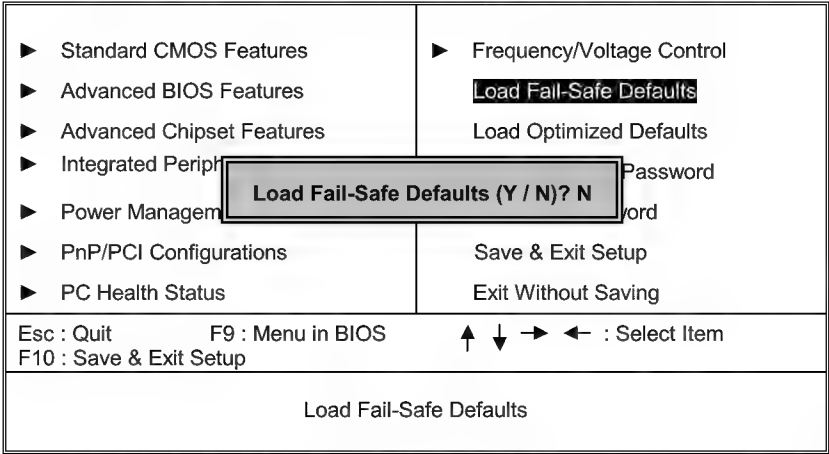 ► Standard CMOS Features
► Advanced BIOS Features
► Advanced Chipset Features
► Integrated Periph
► Power Managem
► PnP/PCI Configurations
► PC Health Status
► Frequency/Voltage Control
Load Fail-Safe Defaults
Load Optimized Defaults
Password
Save & Exit Setup
Exit Without Saving
Load Fail-Safe Defaults (Y / N)? N
Esc : Quit F9 : Menu in BIOS ↑ ↓ → ← : Select Item
F10 : Save & Exit Setup
Load Fail-Safe Defaults